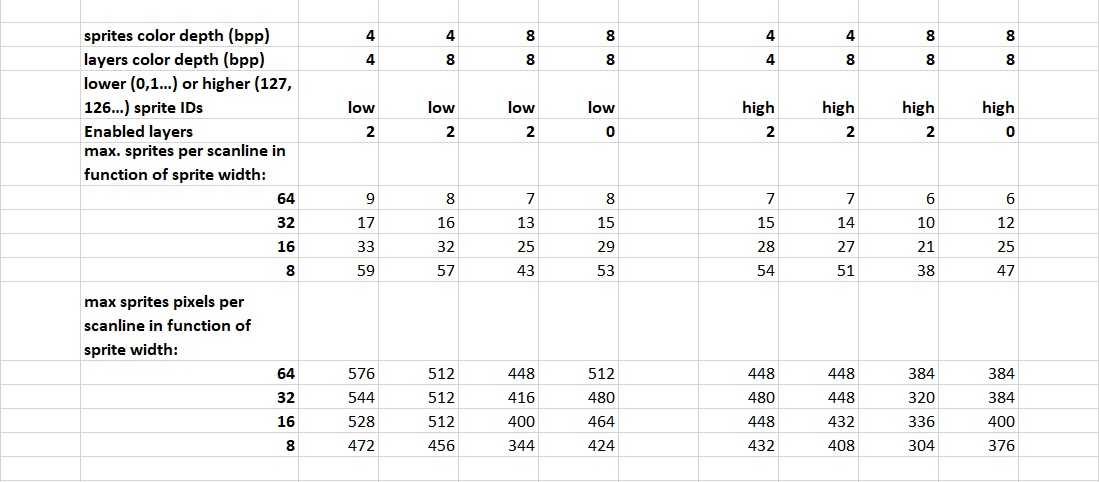 sprites color depth (bpp) 4 4 8 8 4 4 8 8
layers color depth (bpp) 4 8 8 8 4 8 8 8
lower (0,1...) or higher (127,
126...) sprite IDs low low low low high high high high
Enabled layers 2 2 2 0 2 2 2 0
max. sprites per scanline in
function of sprite width:
64 9 8 7 8 7 7 6 6
32 17 16 13 15 15 14 10 12
16 33 32 25 29 28 27 21 25
8 59 57 43 53 54 51 38 47
max sprites pixels per
scanline in function of
sprite width:
64 576 512 448 512 448 448 384 384
32 544 512 416 480 480 448 320 384
16 528 512 400 464 448 432 336 400
8 472 456 344 424 432 408 304 376